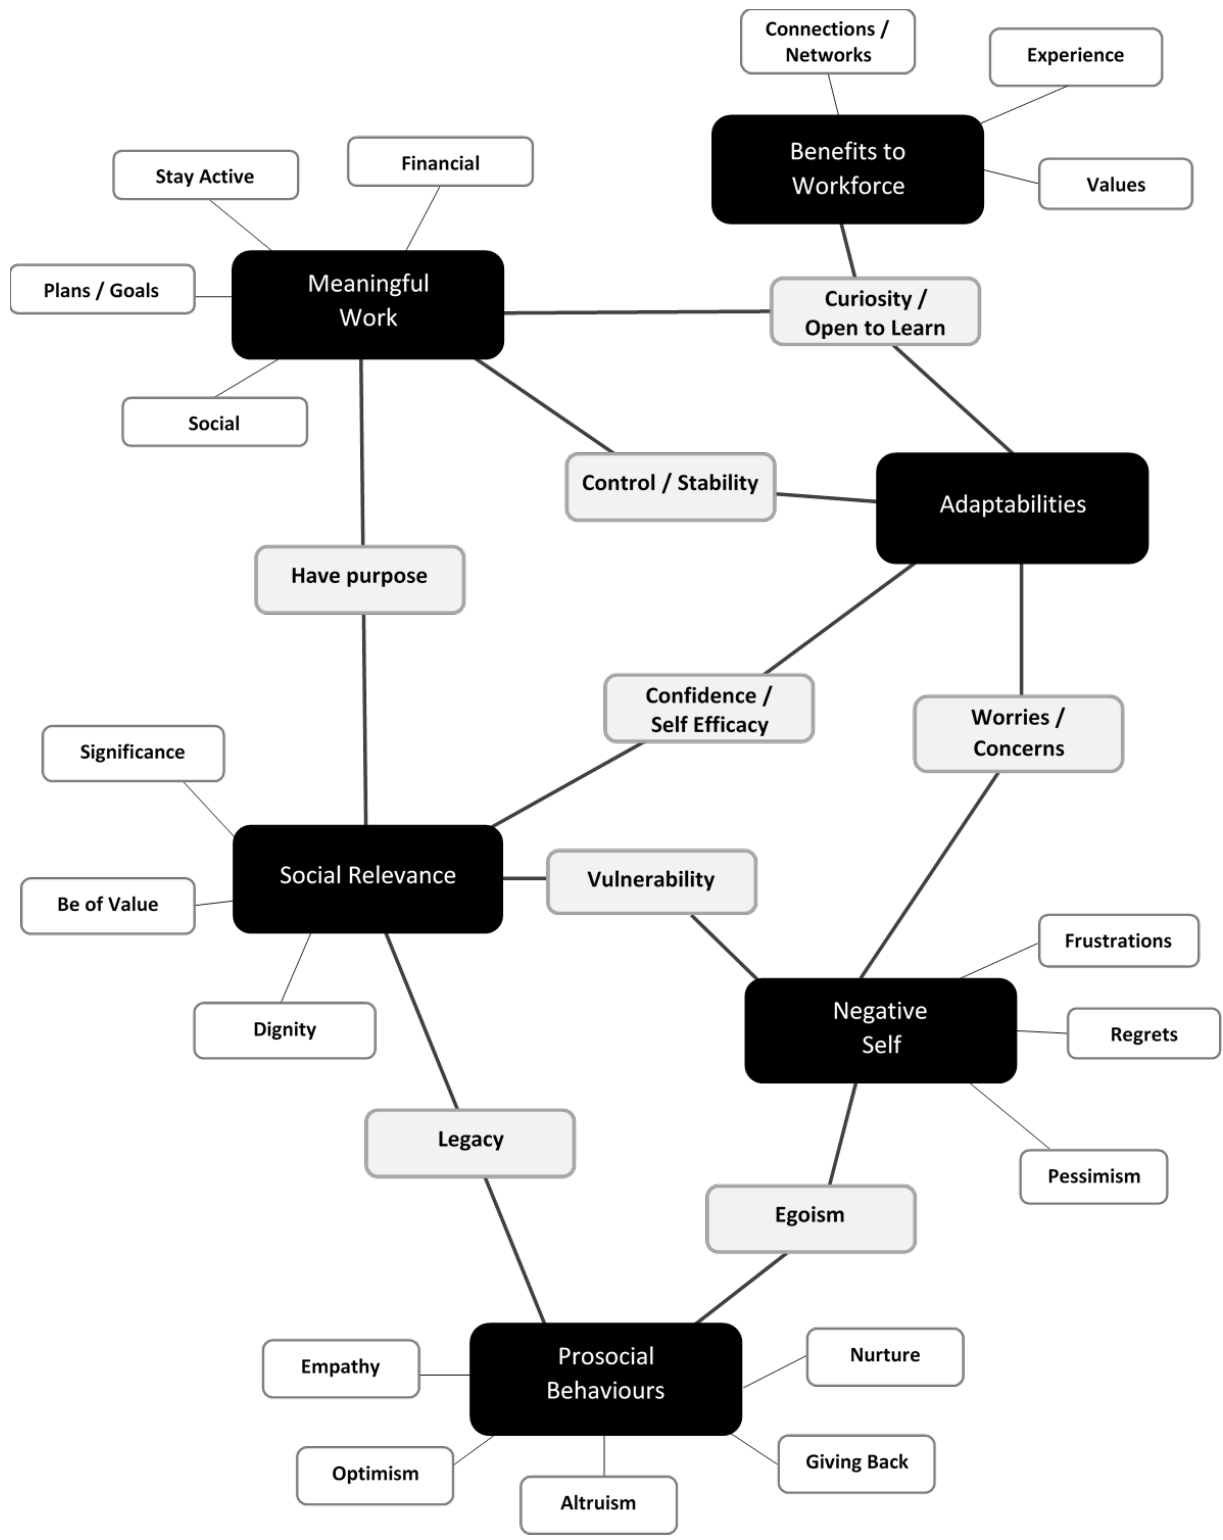 Connections /
Networks
Experience
Benefits to
Workforce
Values
Stay Active
Financial
Plans / Goals
Meaningful
Work
Social
Curiosity /
Open to Learn
Control / Stability
Adaptabilities
Have purpose
Confidence /
Self Efficacy
Worries /
Concerns
Significance
Social Relevance
Vulnerability
Be of Value
Dignity
Frustrations
Negative
Self
Regrets
Pessimism
Legacy
Egoism
Prosocial
Behaviours
Empathy
Nurture
Optimism
Altruism
Giving Back